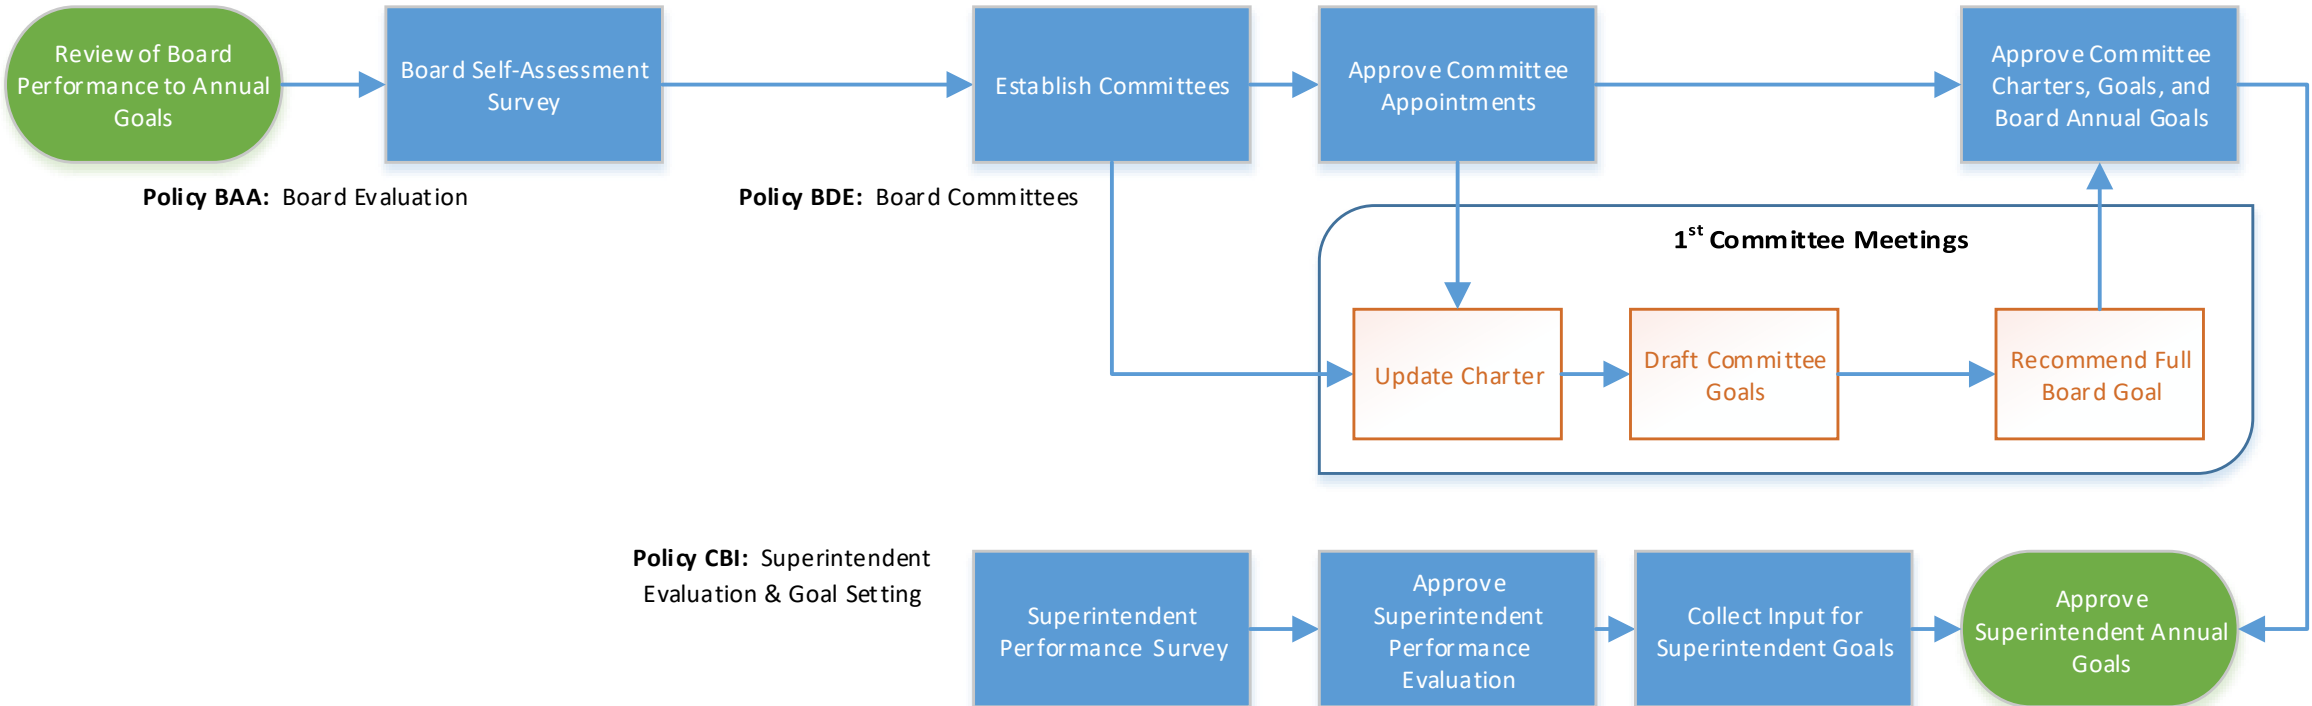 Review of Board
Performance to Annual
Goals
Board Self-Assessment
Survey
Establish Committees
Approve Committee
Appointments
Approve Committee
Charters, Goals, and
Board Annual Goals
Policy BAA: Board Evaluation
Policy BDE: Board Committees
1st Committee Meetings
Update Charter
Draft Committee
Goals
Recommend Full
Board Goal
Policy CBI: Superintendent
Evaluation & Goal Setting
Superintendent
Performance Survey
Approve
Superintendent
Performance
Evaluation
Collect Input for
Superintendent Goals
Approve
Superintendent Annual
Goals